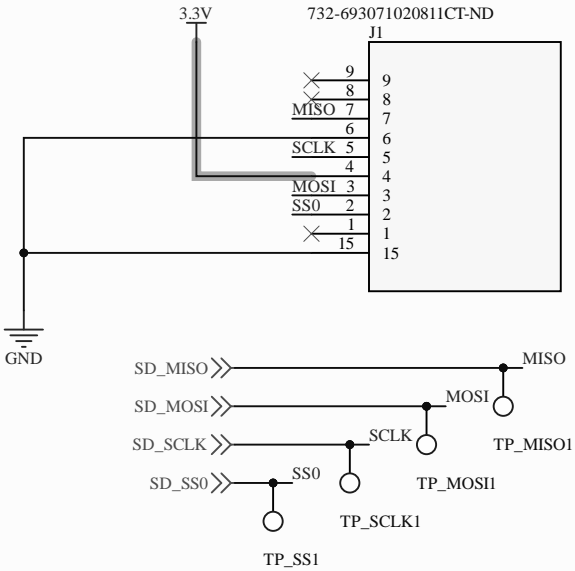 3.3V
732-693071020811CT-ND
J1
9 9
8 8
MISO 7 7
6 6
SCLK 5 5
4 4
MOSI 3 3
SS0 2 2
1 1
15 15
GND
SD_MISO MISO
SD_MOSI MOSI
TP_MISO1
SD_SCLK SCLK
TP_MOSI1
SD_SS0 SS0
TP_SCLK1
TP_SS1